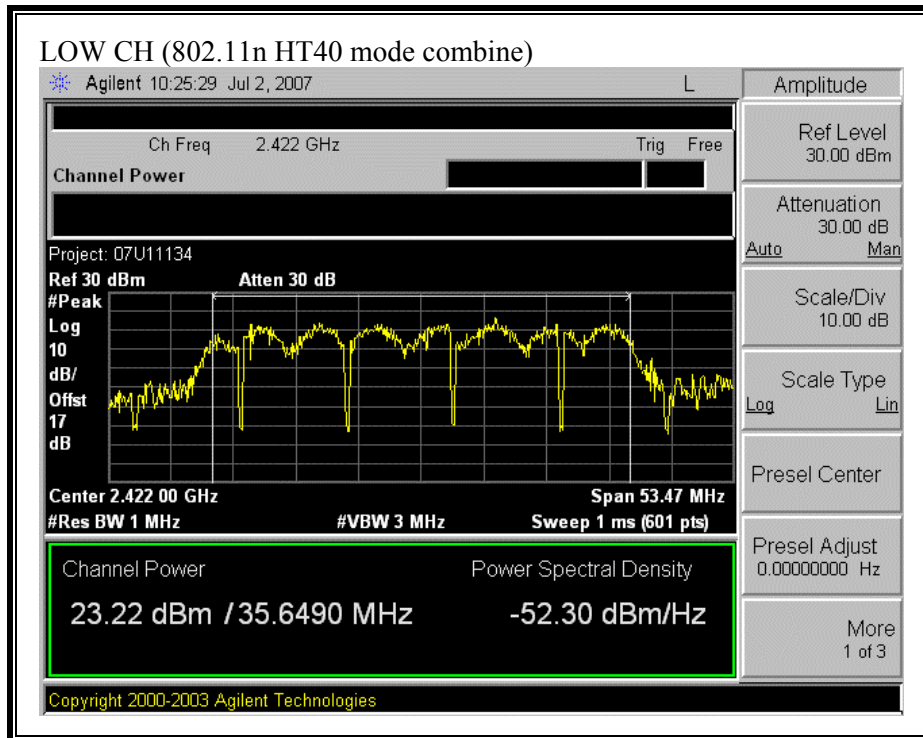 LOW CH (802.11n HT40 mode combine)
Agilent 10:25:29 Jul 2, 2007 L
Amplitude
Ch Freq 2.422 GHz Trig Free
Channel Power
Ref Level
30.00 dBm
Attenuation
30.00 dB
Auto Man
Project: 07U11134
Ref 30 dBm Atten 30 dB
#Peak
Log
10
dB/
Offst
17
dB
Scale/Div
10.00 dB
Scale Type
Log Lin
Presel Center
Center 2.422 00 GHz Span 53.47 MHz
#Res BW 1 MHz #VBW 3 MHz Sweep 1 ms (601 pts)
Presel Adjust
0.00000000 Hz
Channel Power Power Spectral Density
23.22 dBm / 35.6490 MHz -52.30 dBm/Hz
More
1 of 3
Copyright 2000-2003 Agilent Technologies